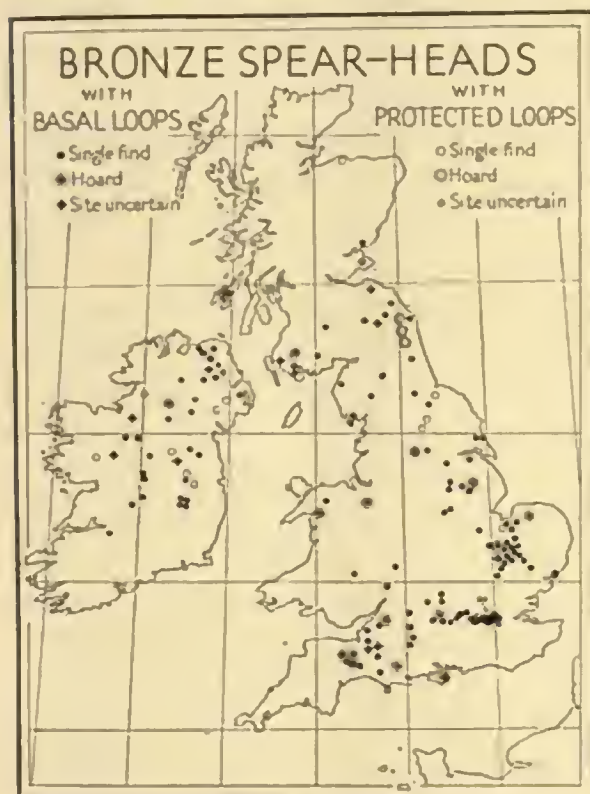 BRONZE SPEAR-HEADS
WITH
BASAL LOOPS
• Single find
Hoard
◆ Site uncertain
WITH
PROTECTED LOOPS
○ Single find
Hoard
Site uncertain